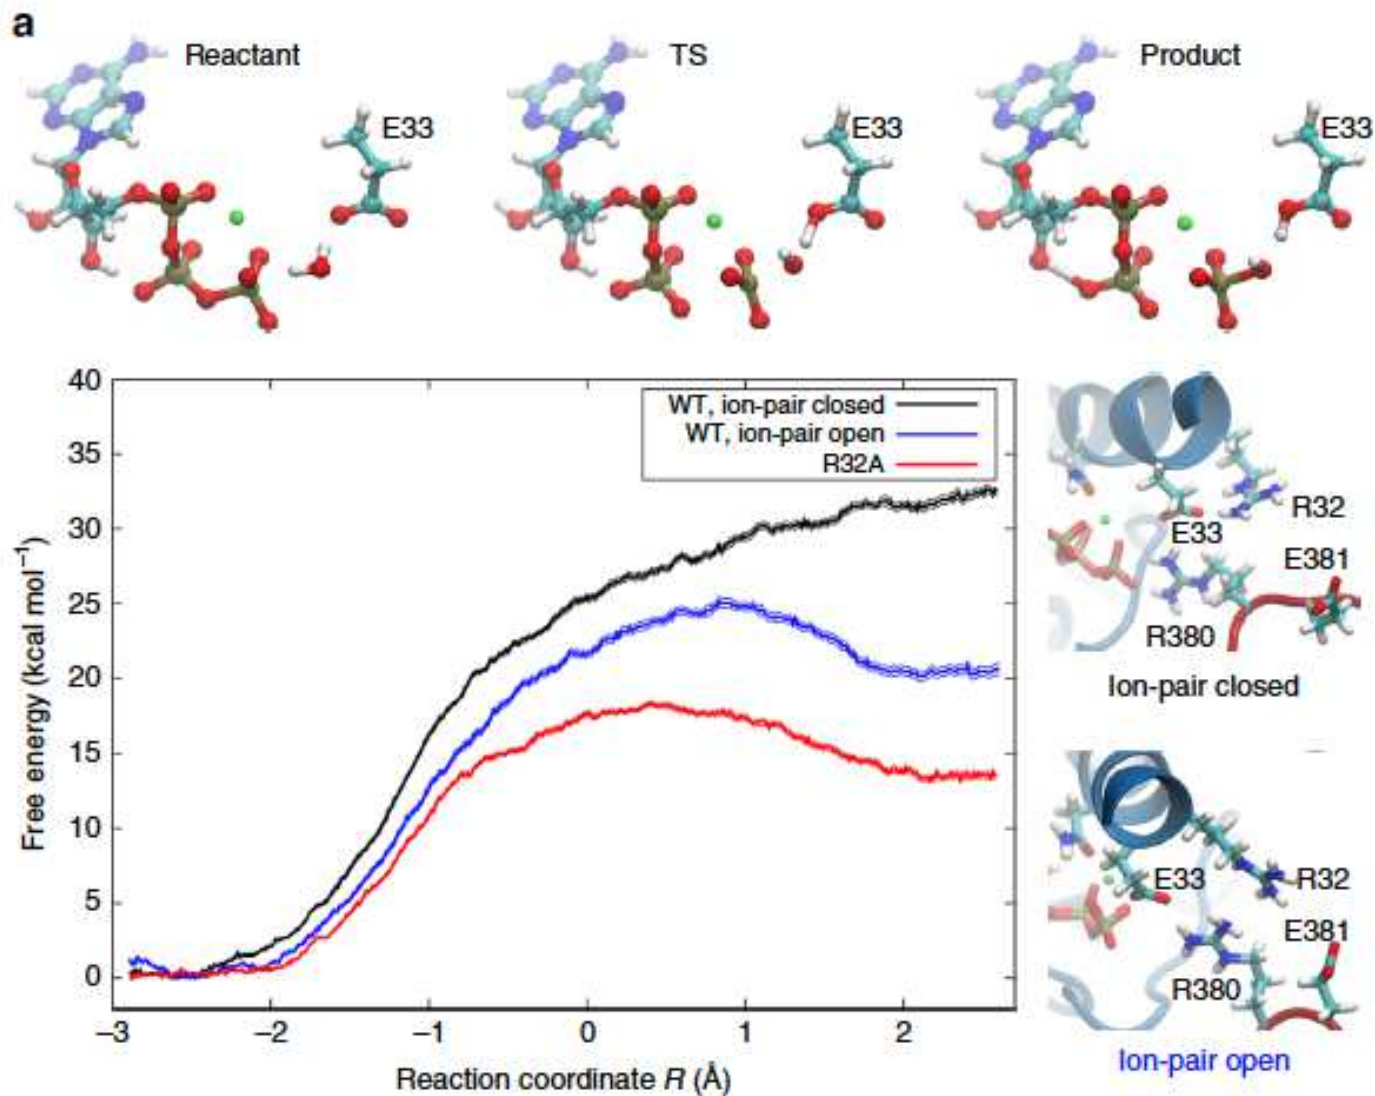 a
Reactant
TS
Product
E33
E33
E33
40
35
30
25
20
15
10
5
0
Free energy (kcal mol⁻¹)
WT, ion-pair closed
WT, ion-pair open
R32A
−3
−2
−1
0
1
2
Reaction coordinate R (Å)
R32
E33
E381
R380
Ion-pair closed
E33
R32
E381
R380
Ion-pair open